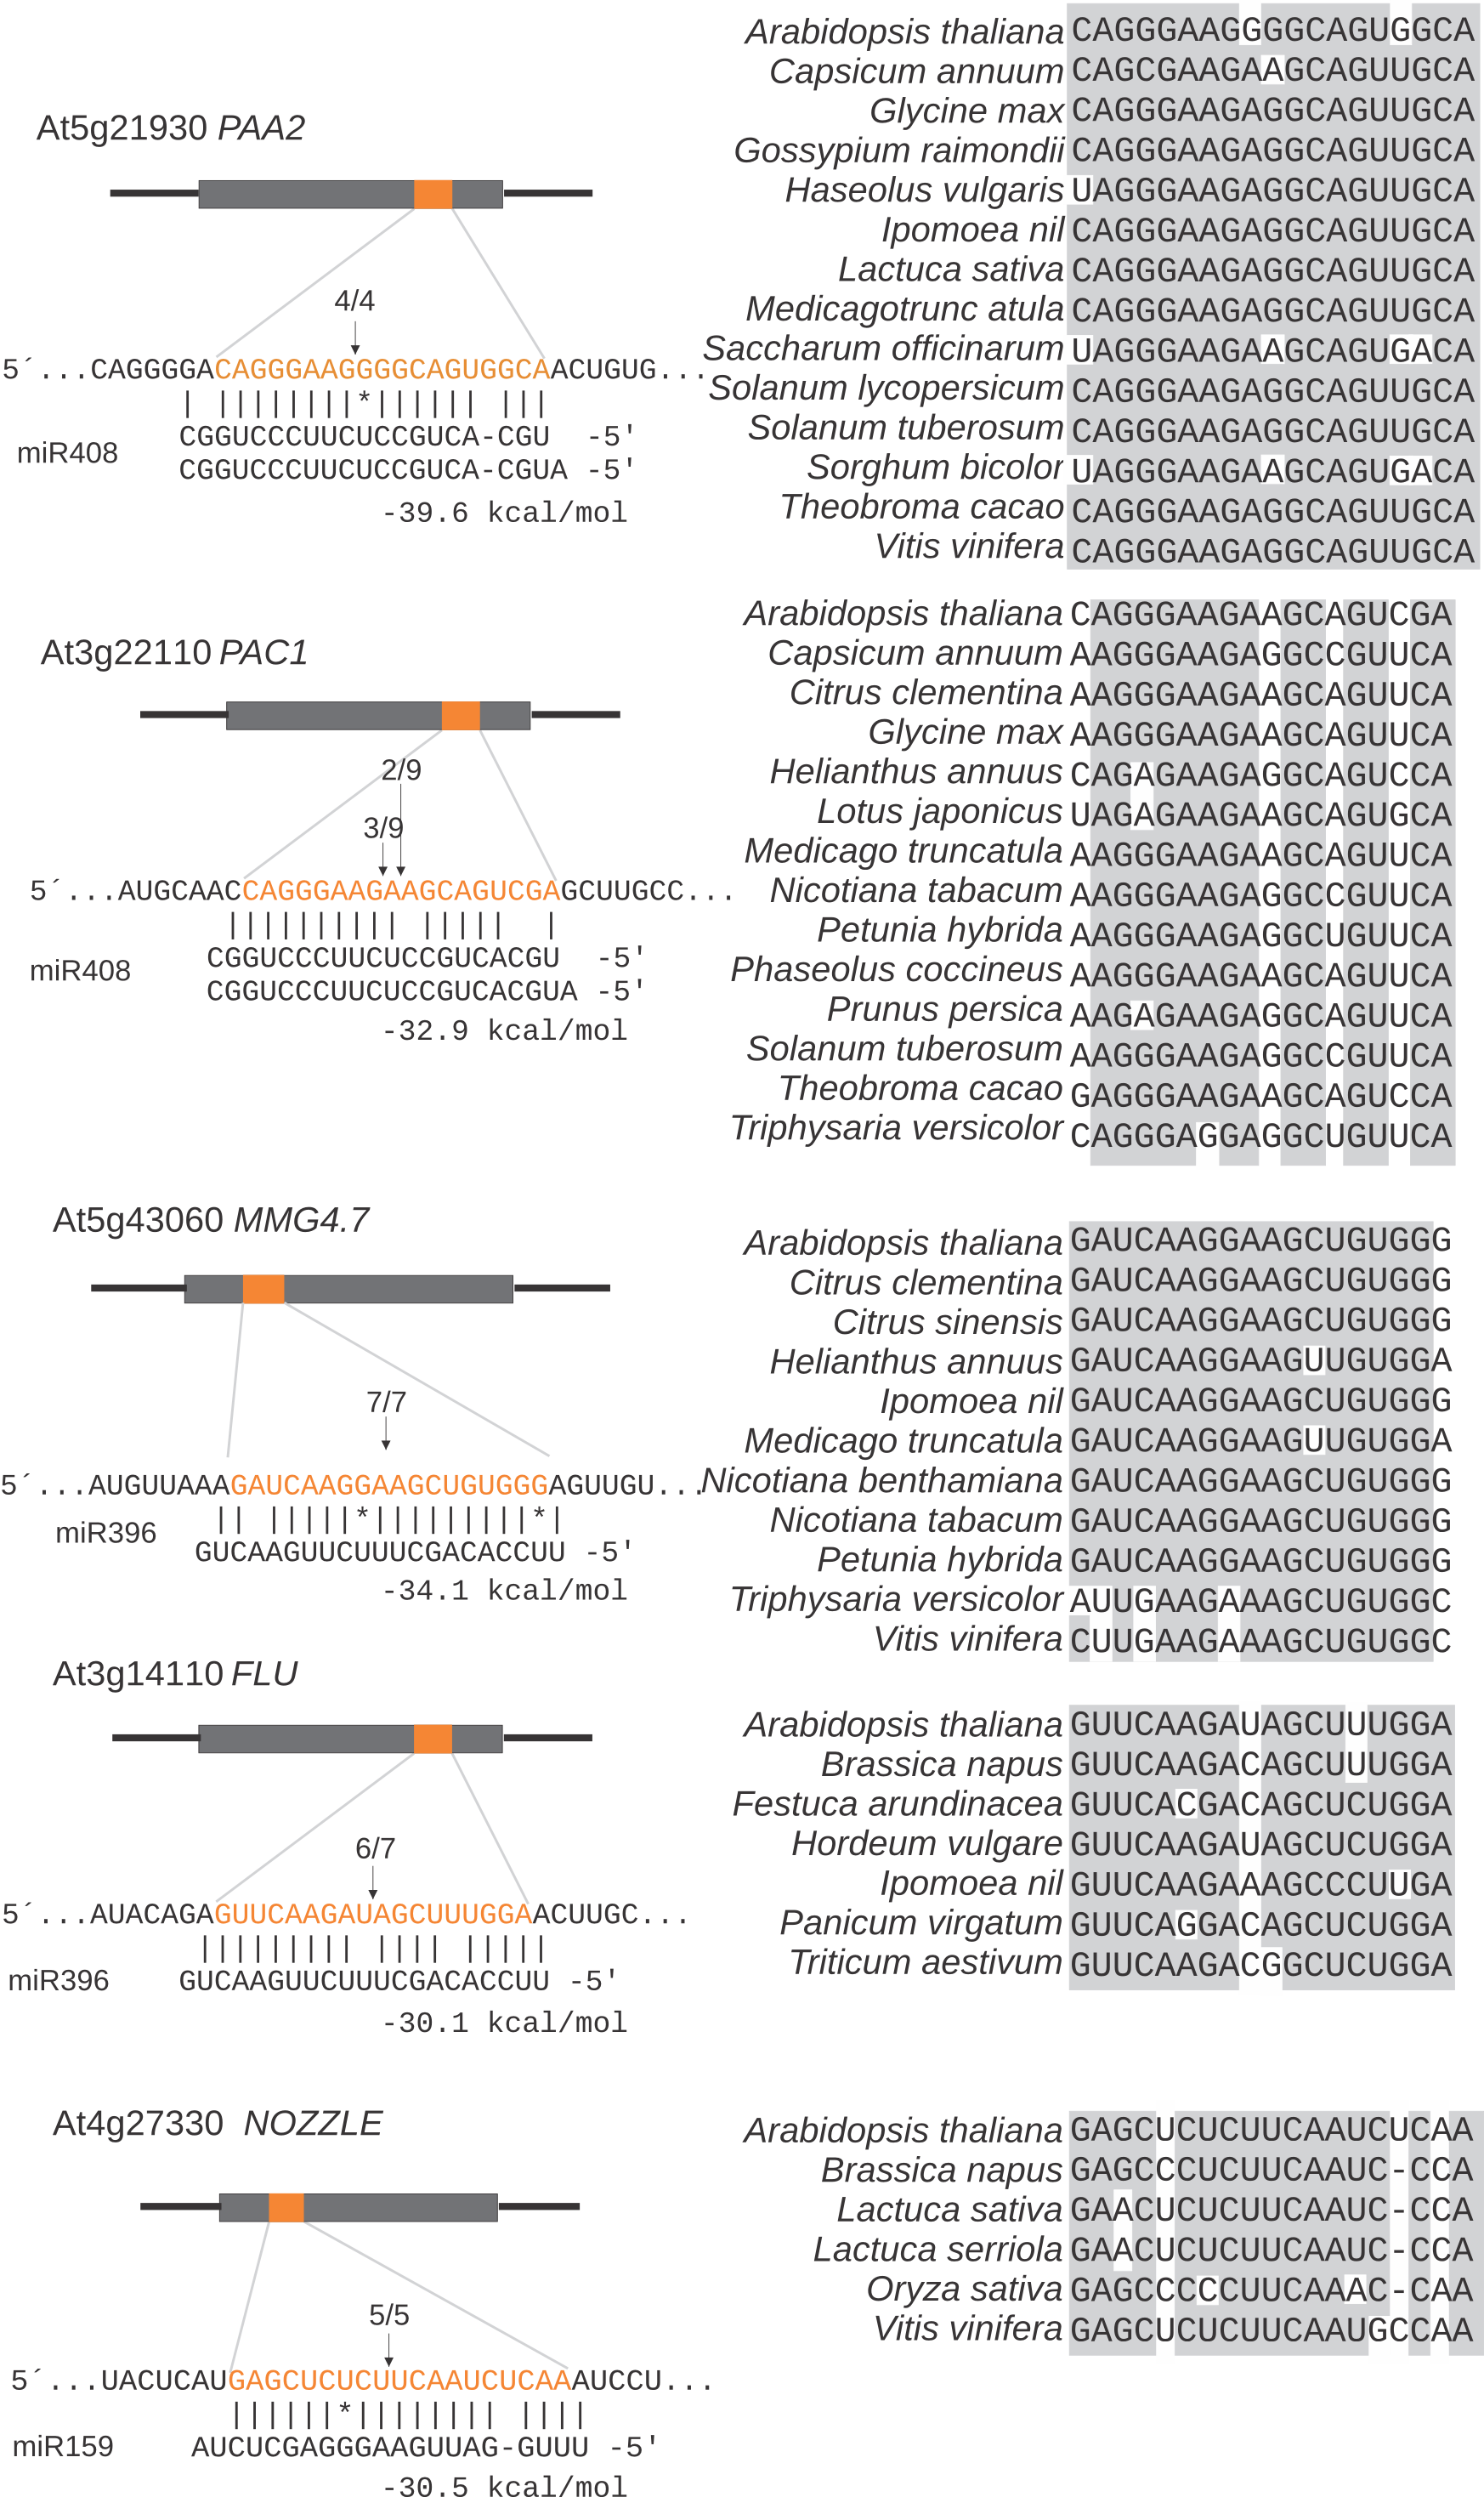 At5g21930 PAA2
4/4
5´...CAGGGGACAGGGAAGGGGCAGUGGCAACUGUG...
| ||||||||*|||||| |||
miR408
CGGUCCCUUCUCCGUCA-CGU -5'
CGGUCCCUUCUCCGUCA-CGUA -5'
-39.6 kcal/mol
Arabidopsis thaliana CAGGGAAGGGGCAGUGGCA
Capsicum annuum CAGCGAAGAAGCAGUUGCA
Glycine max CAGGGAAGAGGCAGUUGCA
Gossypium raimondii CAGGGAAGAGGCAGUUGCA
Haseolus vulgaris UAGGGAAGAGGCAGUUGCA
Ipomoea nil CAGGGAAGAGGCAGUUGCA
Lactuca sativa CAGGGAAGAGGCAGUUGCA
Medicagotrunc atula CAGGGAAGAGGCAGUUGCA
Saccharum officinarum UAGGGAAGAAGCAGUGACA
Solanum lycopersicum CAGGGAAGAGGCAGUUGCA
Solanum tuberosum CAGGGAAGAGGCAGUUGCA
Sorghum bicolor UAGGGAAGAAGCAGUGACA
Theobroma cacao CAGGGAAGAGGCAGUUGCA
Vitis vinifera CAGGGAAGAGGCAGUUGCA
At3g22110 PAC1
2/9
3/9
5´...AUGCAACCAGGGAAGAAGCAGUCGAGCUUGCC...
|||||||||| ||||| |
miR408
CGGUCCCUUCUCCGUCACGU -5'
CGGUCCCUUCUCCGUCACGUA -5'
-32.9 kcal/mol
Arabidopsis thaliana CAGGGAAGAAGCAGUCGA
Capsicum annuum AAGGGAAGAGGCCGUUCA
Citrus clementina AAGGGAAGAAGCAGUUCA
Glycine max AAGGGAAGAAGCAGUUCA
Helianthus annuus CAGAGAAGAGGCAGUCCA
Lotus japonicus UAGAGAAGAAGCAGUGCA
Medicago truncatula AAGGGAAGAAGCAGUUCA
Nicotiana tabacum AAGGGAAGAGGCCGUUCA
Petunia hybrida AAGGGAAGAGGCUGUUCA
Phaseolus coccineus AAGGGAAGAAGCAGUUCA
Prunus persica AAGAGAAGAGGCAGUUCA
Solanum tuberosum AAGGGAAGAGGCCGUUCA
Theobroma cacao GAGGGAAGAAGCAGUCCA
Triphysaria versicolor CAGGGAGGAGGCUGUUCA
At5g43060 MMG4.7
7/7
5´...AUGUUAAAGAUCAAGGAAGCUGUGGGAGUUGU...
|| |||||*|||||||||*|
miR396
GUCAAGUUCUUUCGACACCUU -5'
-34.1 kcal/mol
Arabidopsis thaliana GAUCAAGGAAGCUGUGGG
Citrus clementina GAUCAAGGAAGCUGUGGG
Citrus sinensis GAUCAAGGAAGCUGUGGG
Helianthus annuus GAUCAAGGAAGUUGUGGA
Ipomoea nil GAUCAAGGAAGCUGUGGG
Medicago truncatula GAUCAAGGAAGUUGUGGA
Nicotiana benthamiana GAUCAAGGAAGCUGUGGG
Nicotiana tabacum GAUCAAGGAAGCUGUGGG
Petunia hybrida GAUCAAGGAAGCUGUGGG
Triphysaria versicolor AUUGAAGAAAGCUGUGGC
Vitis vinifera CUUGAAGAAAGCUGUGGC
At3g14110 FLU
6/7
5´...AUACAGAGUUCAAGAUAGCUUUGGAACUUGC...
||||||||| |||| |||||
miR396
GUCAAGUUCUUUCGACACCUU -5'
-30.1 kcal/mol
Arabidopsis thaliana GUUCAAGAUAGCUUUGGA
Brassica napus GUUCAAGACAGCUUUGGA
Festuca arundinacea GUUCACGACAGCUCUGGA
Hordeum vulgare GUUCAAGAUAGCUCUGGA
Ipomoea nil GUUCAAGAAAGCCCUUGA
Panicum virgatum GUUCAGGACAGCUCUGGA
Triticum aestivum GUUCAAGACGGCUCUGGA
At4g27330 NOZZLE
5/5
5´...UACUCAUGAGCUCUCUUCAAUCUCAAAUCCU...
||||||*|||||||| ||||
miR159
AUCUCGAGGGAAGUUAG-GUUU -5'
-30.5 kcal/mol
Arabidopsis thaliana GAGCUCUCUUCAAUCUCAA
Brassica napus GAGCCCUCUUCAAUC-CCA
Lactuca sativa GAACUCUCUUCAAUC-CCA
Lactuca serriola GAACUCUCUUCAAUC-CCA
Oryza sativa GAGCCCCCUUCAAAC-CAA
Vitis vinifera GAGCUCUCUUCAAUGCCAA